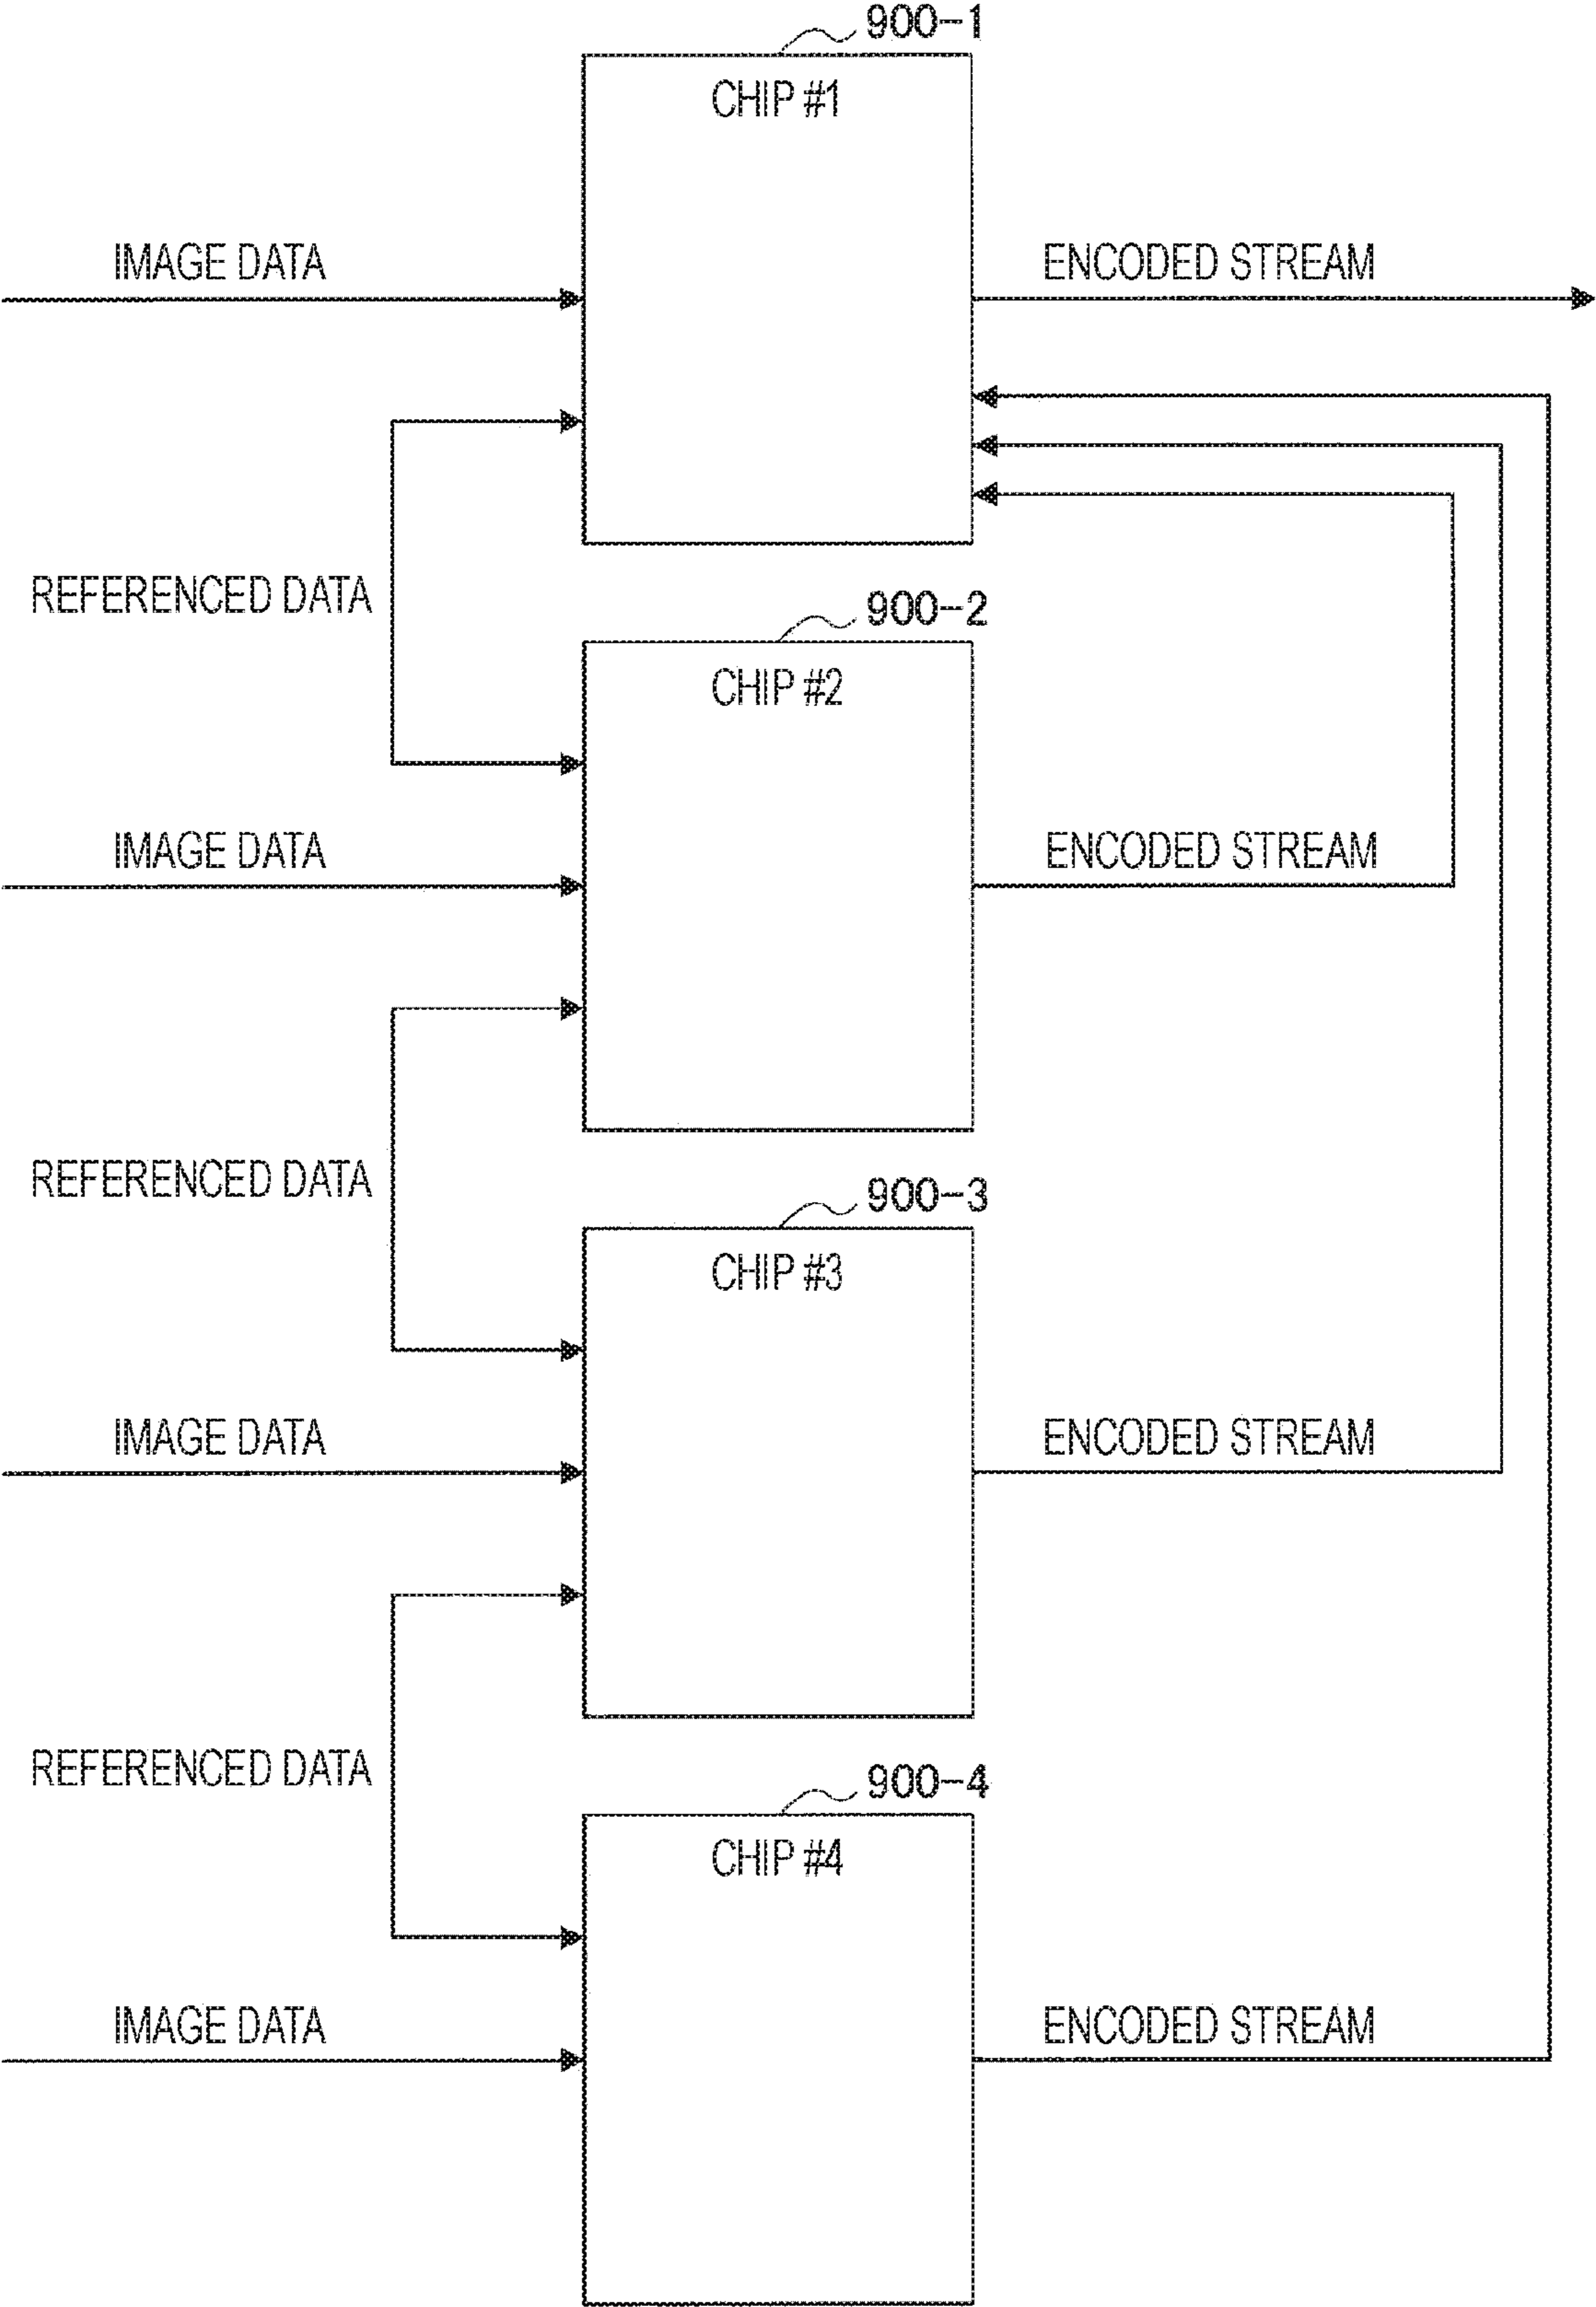 900-1
CHIP #1
IMAGE DATA
ENCODED STREAM
REFERENCED DATA
900-2
CHIP #2
IMAGE DATA
ENCODED STREAM
REFERENCED DATA
900-3
CHIP #3
IMAGE DATA
ENCODED STREAM
REFERENCED DATA
900-4
CHIP #4
IMAGE DATA
ENCODED STREAM